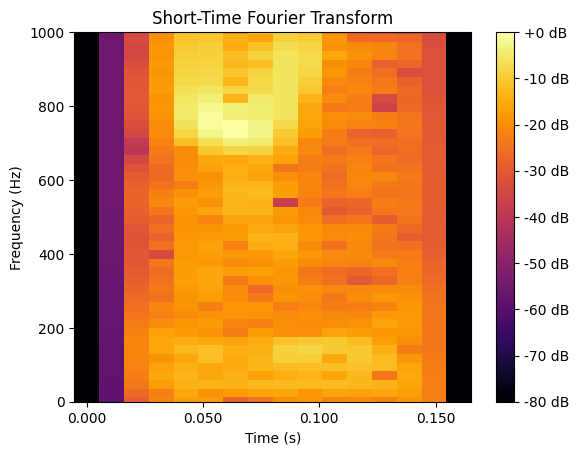 Short-Time Fourier Transform
1000
800
600
400
200
0
Frequency (Hz)
0.000
0.050
0.100
0.150
Time (s)
+0 dB
-10 dB
-20 dB
-30 dB
-40 dB
-50 dB
-60 dB
-70 dB
-80 dB